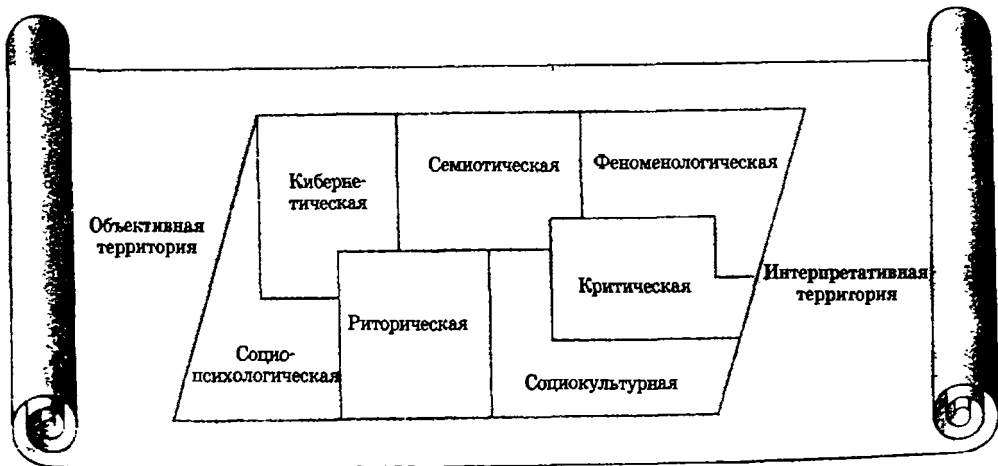 Семиотическая
Феноменологическая
Киберне-
тическая
Объективная
территория
Критическая
Интерпретативная
территория
Риторическая
Социо-
психологическая
Социокультурная